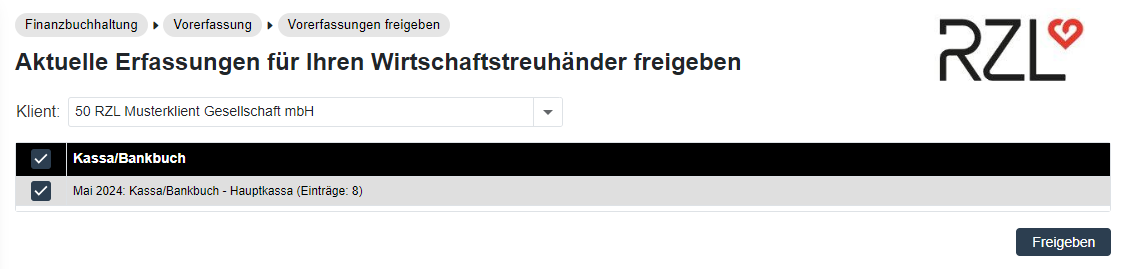 Finanzbuchhaltung Vorerfassung Vorerfassungen freigeben
RZL
Aktuelle Erfassungen für Ihren Wirtschaftstreuhänder freigeben
Klient: 50 RZL Musterklient Gesellschaft mbH
Kassa/Bankbuch
Mai 2024: Kassa/Bankbuch - Hauptkassa (Einträge: 8)
Freigeben